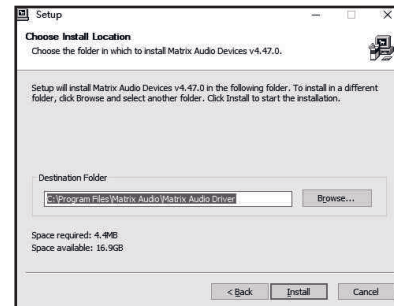 Setup
Choose Install Location
Choose the folder in which to install Matrix Audio Devices v4.47.0.
Setup will install Matrix Audio Devices v4.47.0 in the following folder. To install in a different
folder, click Browse and select another folder. Click Install to start the installation.
Destination Folder
C:\Program Files\Matrix Audio\Matrix Audio Driver
Browse...
Space required: 4.4MB
Space available: 16.9GB
< Back
Install
Cancel